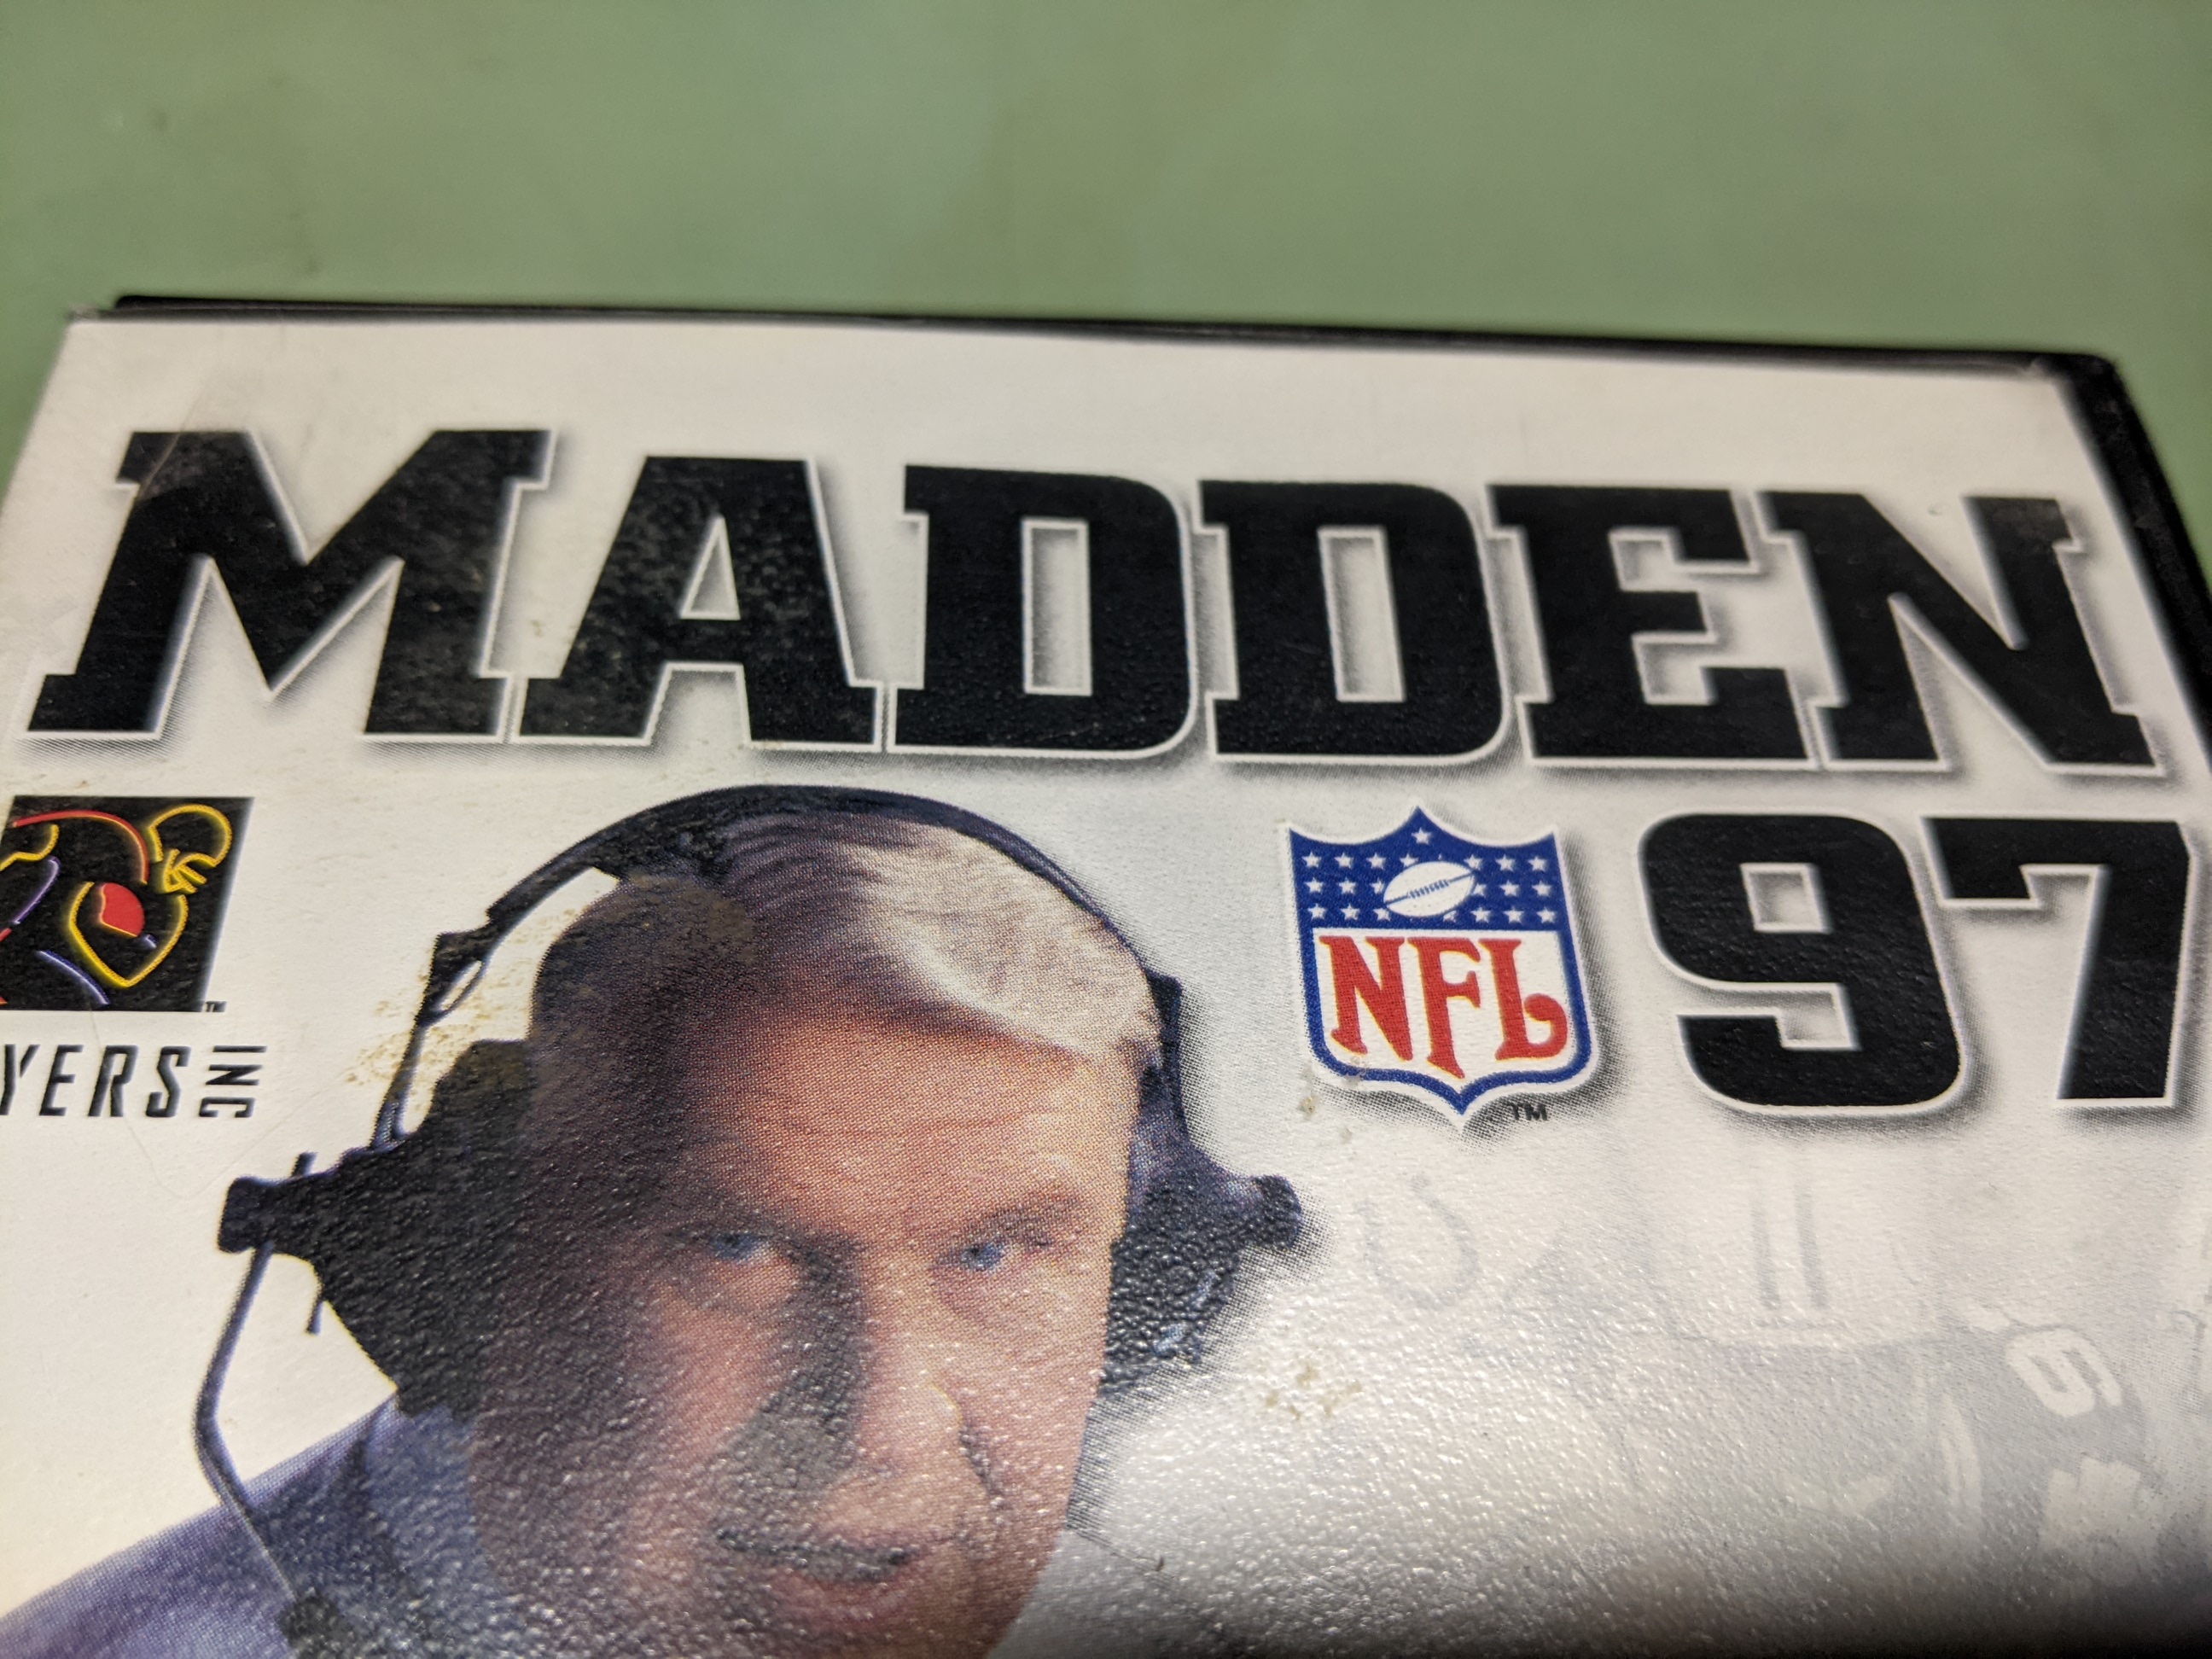 MADDEN
NFL 97
TM
TM
YERS INC